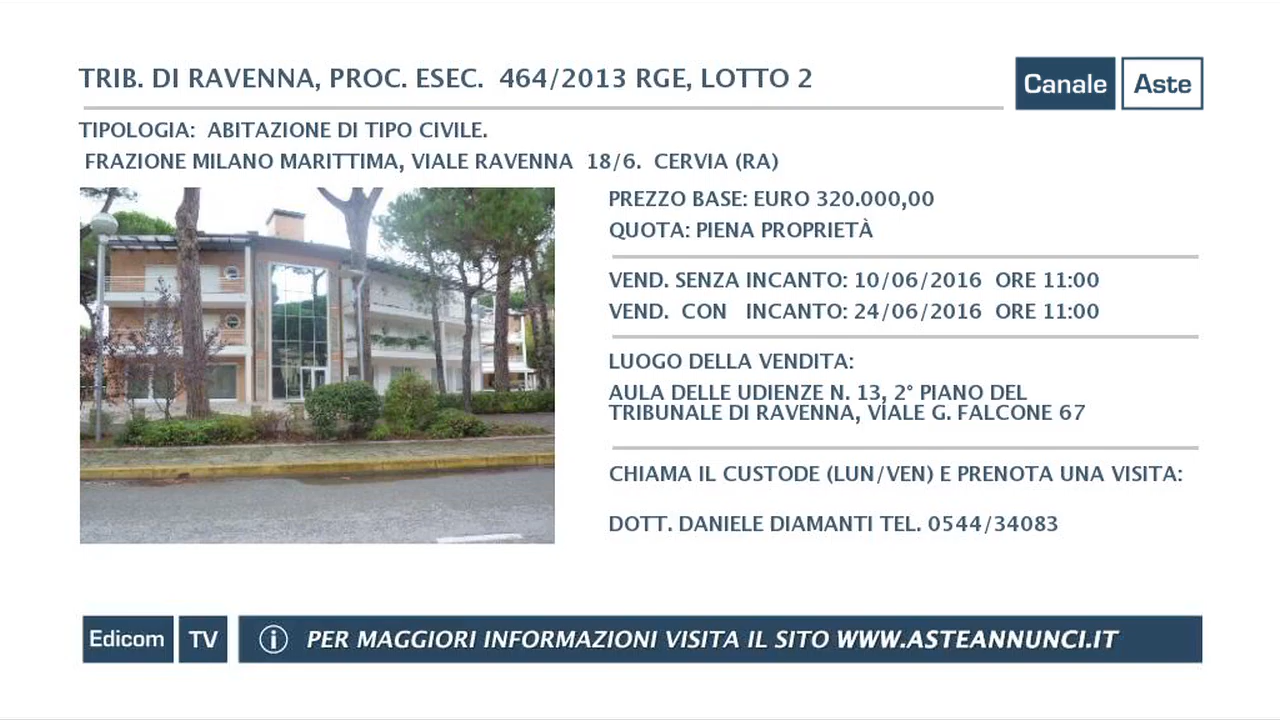 TRIB. DI RAVENNA, PROC. ESEC.  464/2013 RGE, LOTTO 2
Canale Aste
TIPOLOGIA:  ABITAZIONE DI TIPO CIVILE.
FRAZIONE MILANO MARITTIMA, VIALE RAVENNA  18/6.  CERVIA (RA)
PREZZO BASE: EURO 320.000,00
QUOTA: PIENA PROPRIETÀ
VEND. SENZA INCANTO: 10/06/2016  ORE 11:00
VEND.  CON   INCANTO: 24/06/2016  ORE 11:00
LUOGO DELLA VENDITA:
AULA DELLE UDIENZE N. 13, 2° PIANO DEL
TRIBUNALE DI RAVENNA, VIALE G. FALCONE 67
CHIAMA IL CUSTODE (LUN/VEN) E PRENOTA UNA VISITA:
DOTT. DANIELE DIAMANTI TEL. 0544/34083
Edicom TV
PER MAGGIORI INFORMAZIONI VISITA IL SITO WWW.ASTEANNUNCI.IT